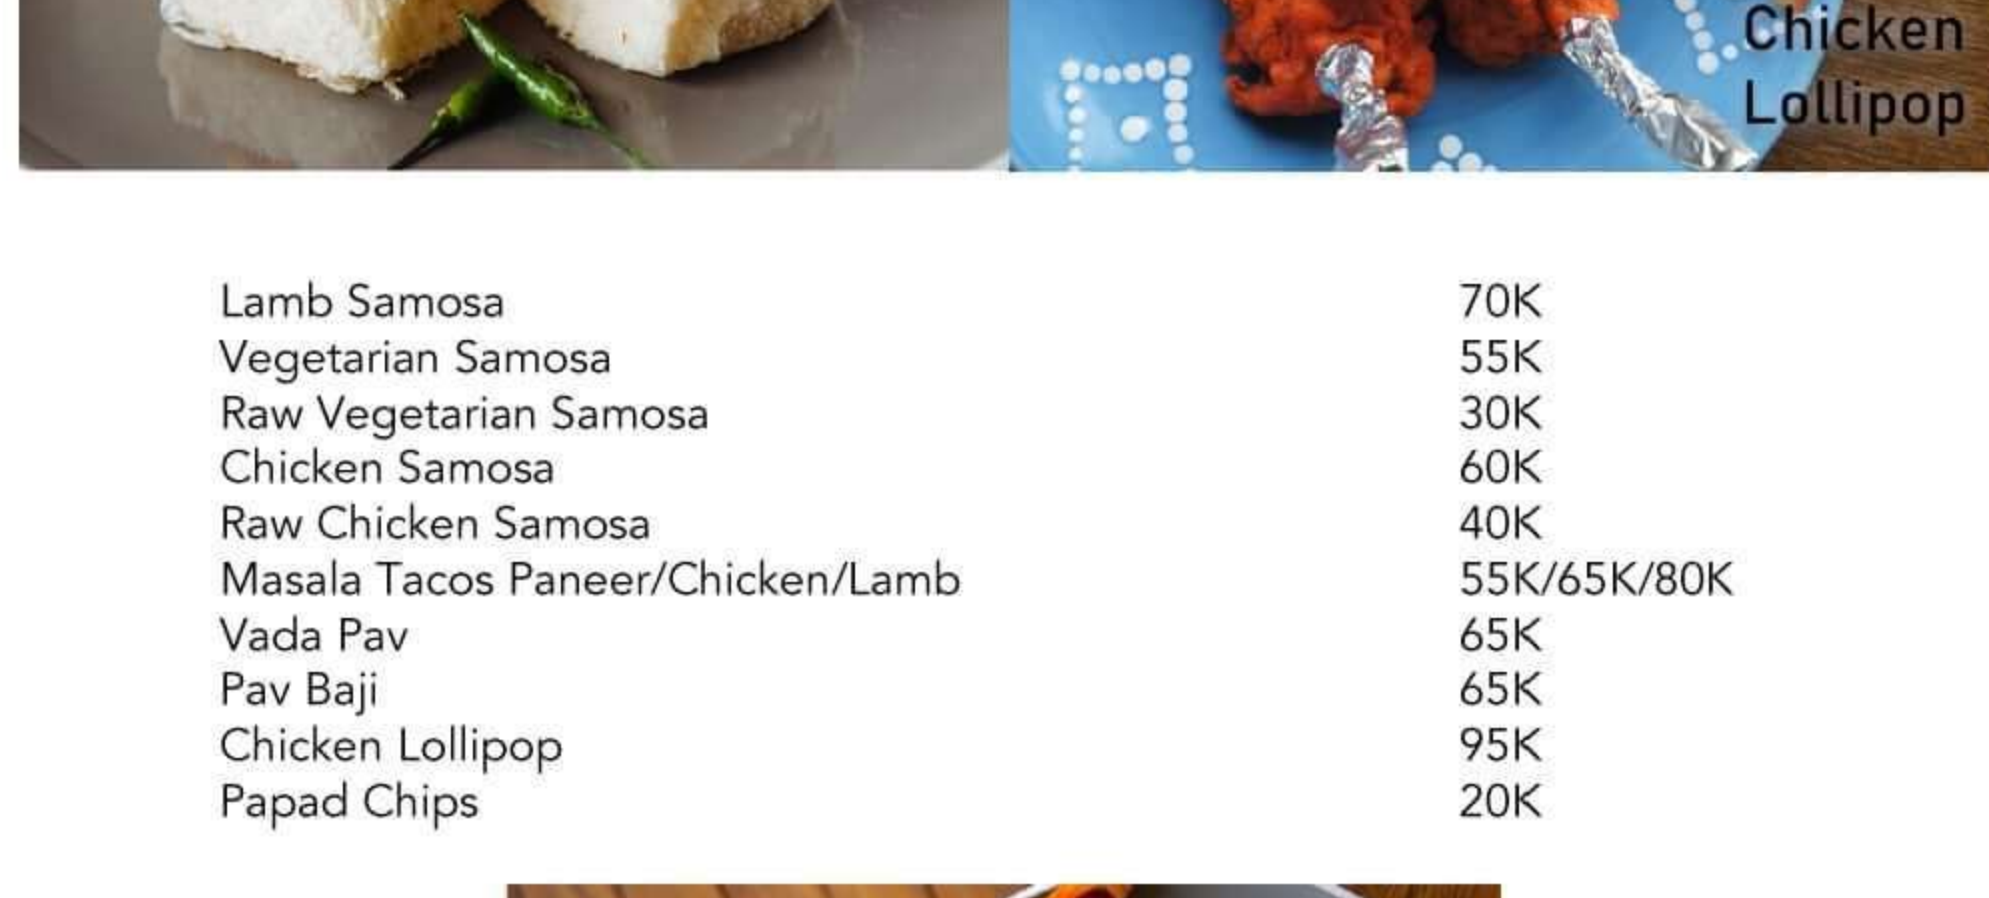 Chicken
Lollipop
Lamb Samosa 70K
Vegetarian Samosa 55K
Raw Vegetarian Samosa 30K
Chicken Samosa 60K
Raw Chicken Samosa 40K
Masala Tacos Paneer/Chicken/Lamb 55K/65K/80K
Vada Pav 65K
Pav Baji 65K
Chicken Lollipop 95K
Papad Chips 20K